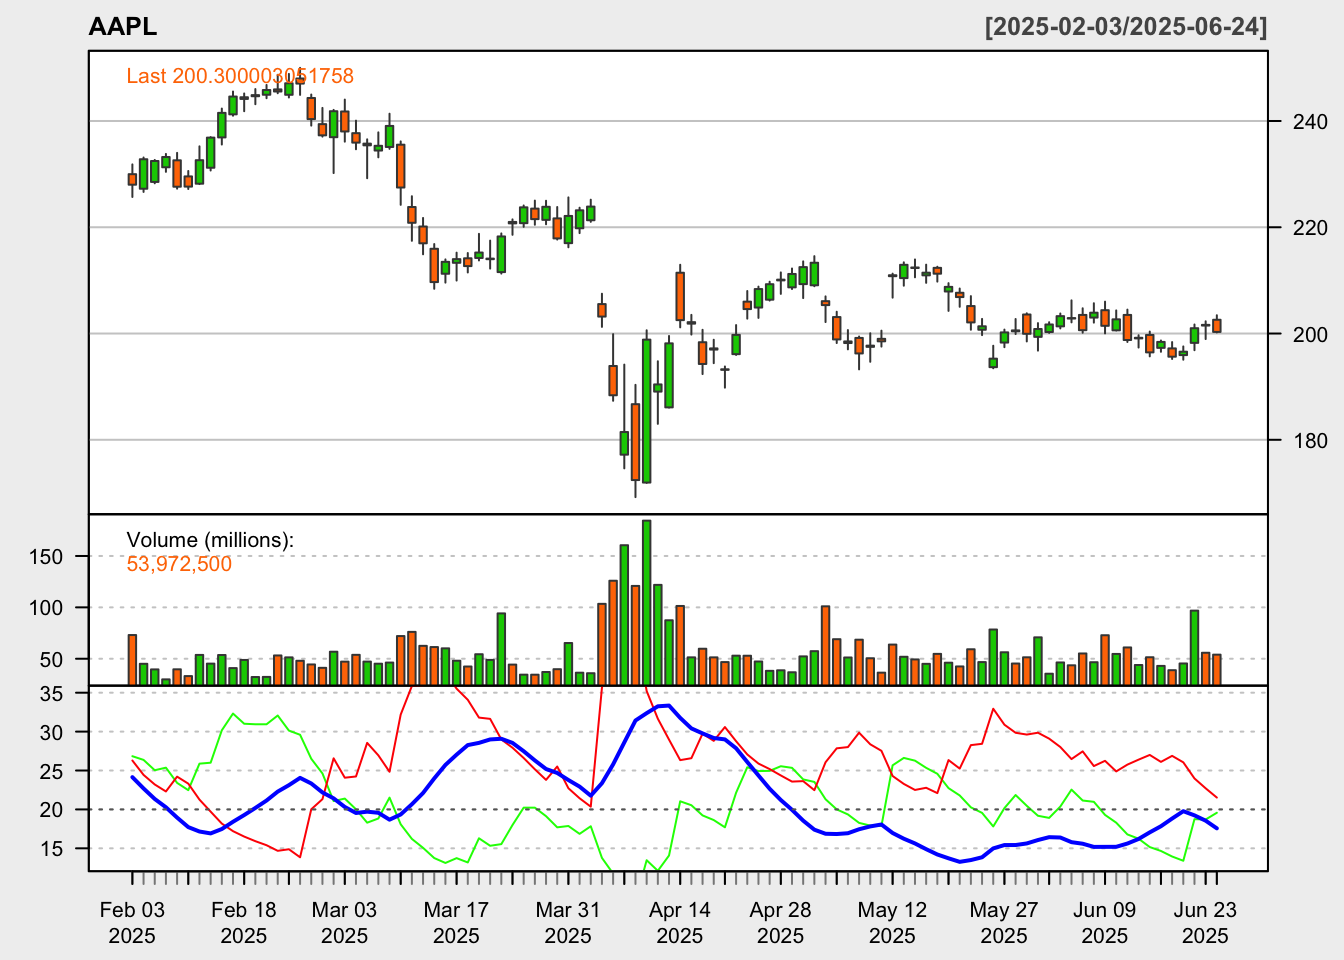 AAPL [2025-02-03/2025-06-24]
Last 200.300003051758
240
220
200
180
Volume (millions):
53,972,500
150
100
50
35
30
25
20
15
Feb 03 Feb 18 Mar 03 Mar 17 Mar 31 Apr 14 Apr 28 May 12 May 27 Jun 09 Jun 23
2025 2025 2025 2025 2025 2025 2025 2025 2025 2025 2025